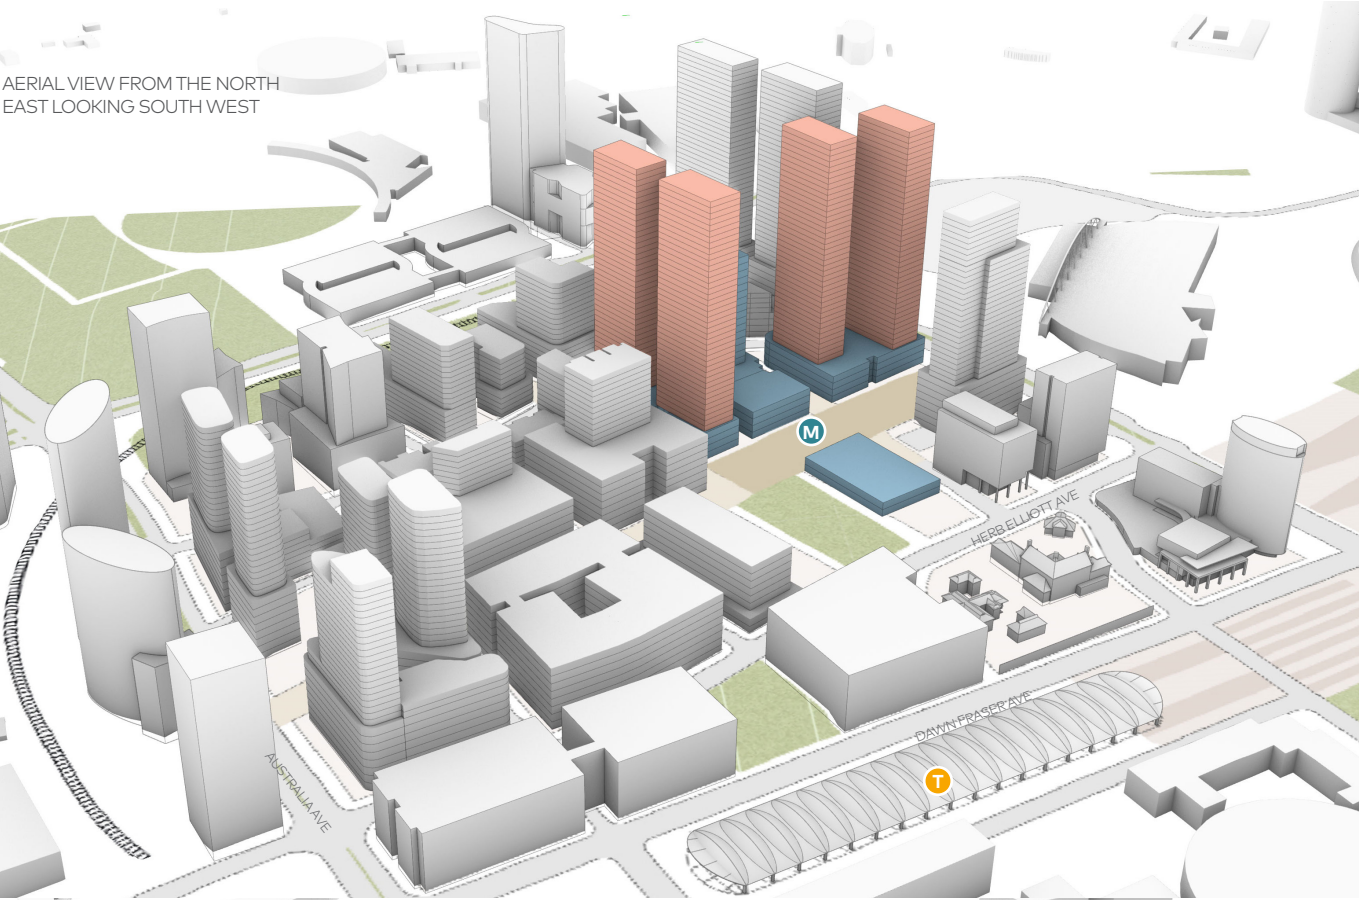 AERIAL VIEW FROM THE NORTH
EAST LOOKING SOUTH WEST
M
HERB ELLIOTT AVE
DAWN FRASER AVE
T
AUSTRALIA AVE